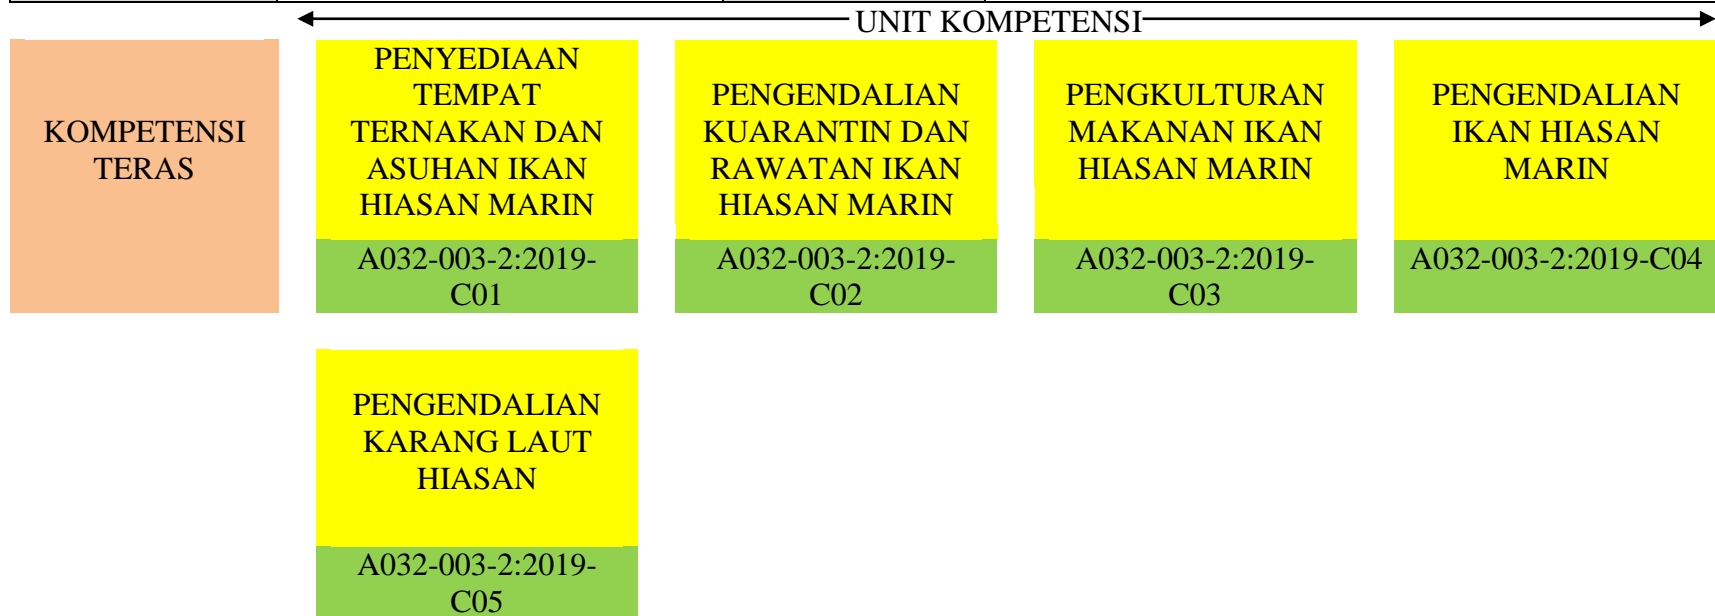 UNIT KOMPETENSI
KOMPETENSI
TERAS
PENYEDIAAN
TEMPAT
TERNAKAN DAN
ASUHAN IKAN
HIASAN MARIN
A032-003-2:2019-
C01
PENGENDALIAN
KUARANTIN DAN
RAWATAN IKAN
HIASAN MARIN
A032-003-2:2019-
C02
PENGKULTURAN
MAKANAN IKAN
HIASAN MARIN
A032-003-2:2019-
C03
PENGENDALIAN
IKAN HIASAN
MARIN
A032-003-2:2019-C04
PENGENDALIAN
KARANG LAUT
HIASAN
A032-003-2:2019-
C05